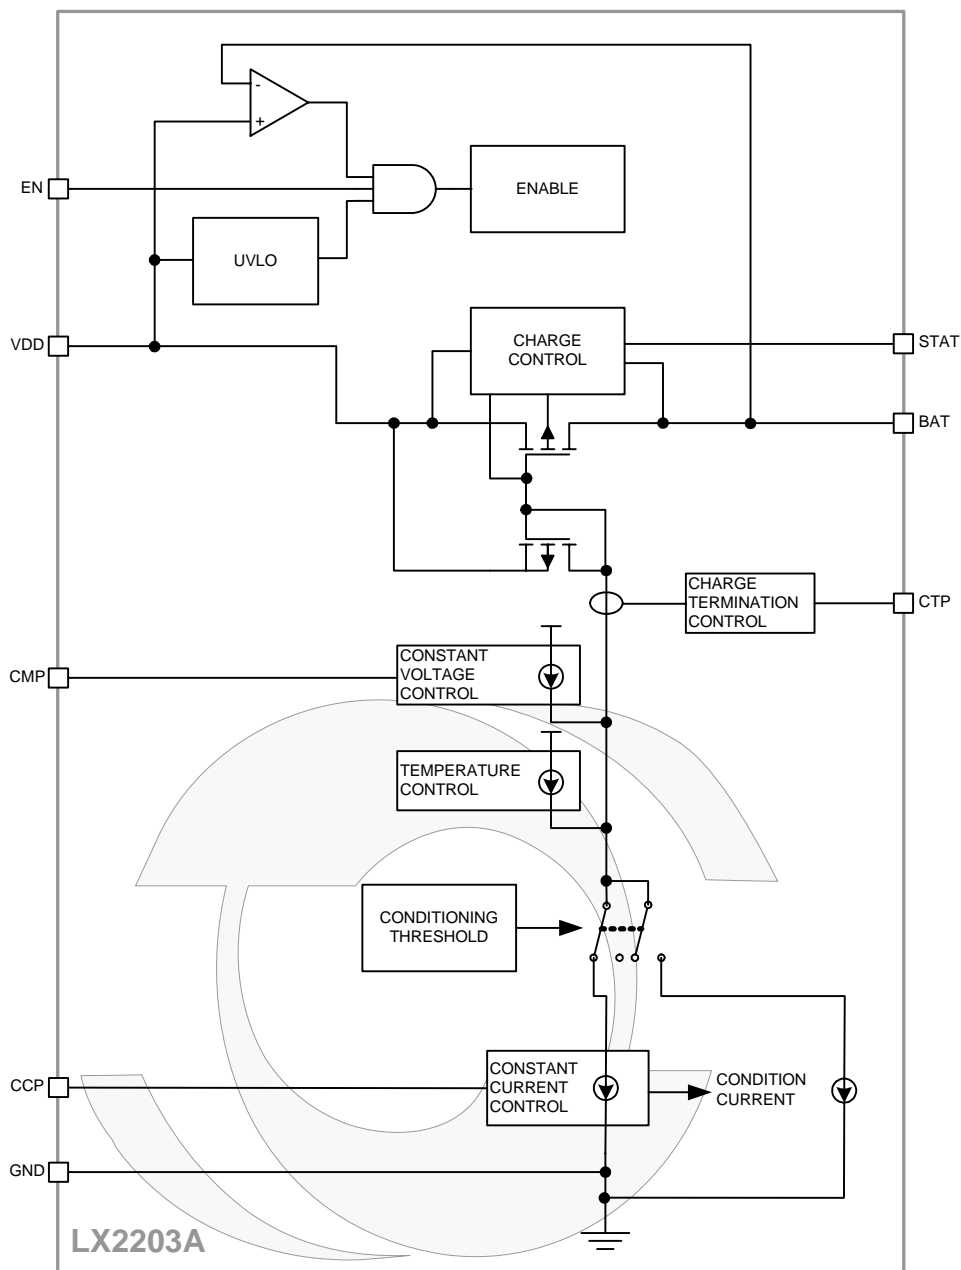 -
+
EN
ENABLE
UVLO
VDD
CHARGE
CONTROL
STAT
BAT
CHARGE
TERMINATION
CONTROL
CTP
CMP
CONSTANT
VOLTAGE
CONTROL
TEMPERATURE
CONTROL
CONDITIONING
THRESHOLD
CCP
CONSTANT
CURRENT
CONTROL
CONDITION
CURRENT
GND
LX2203A